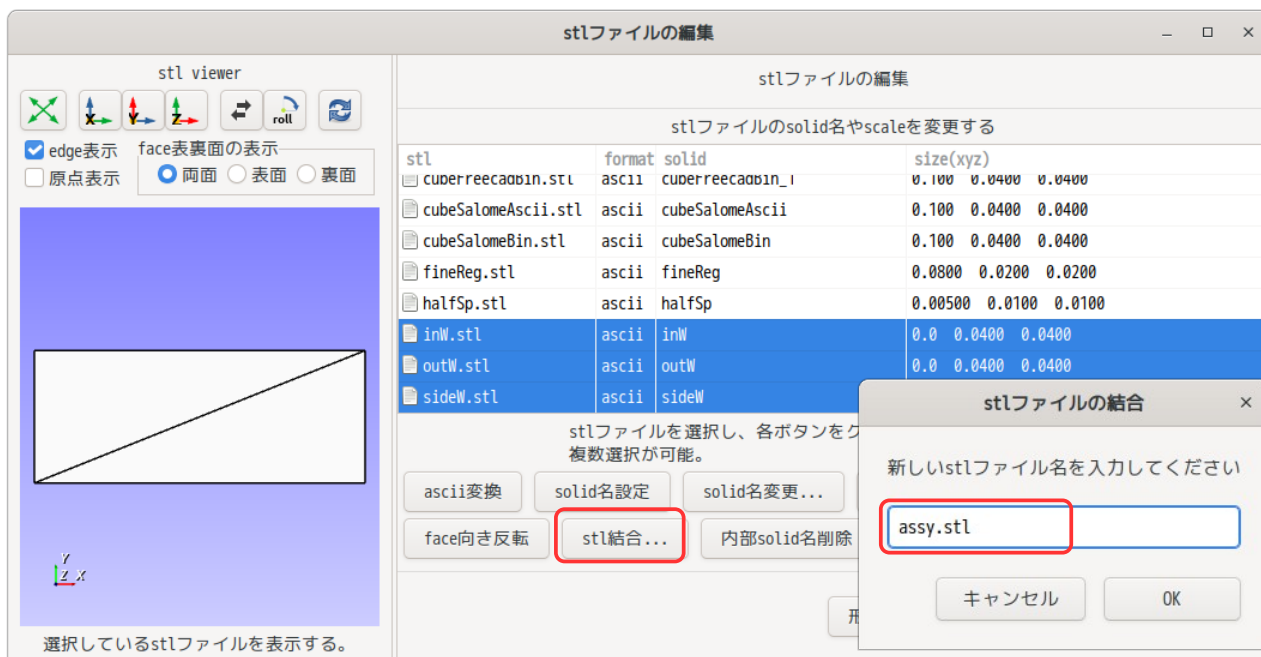 stlファイルの編集
stl viewer
X Y Z roll
edge表示
原点表示
face表裏面の表示
両面 表面 裏面
Y
Z X
選択しているstlファイルを表示する。
stlファイルの編集
stlファイルのsolid名やscaleを変更する
stl format solid size(xyz)
cubeFreecadBin.stl ascii cubeFreecadBin_1 0.100 0.0400 0.0400
cubeSalomeAscii.stl ascii cubeSalomeAscii 0.100 0.0400 0.0400
cubeSalomeBin.stl ascii cubeSalomeBin 0.100 0.0400 0.0400
fineReg.stl ascii fineReg 0.0800 0.0200 0.0200
halfSp.stl ascii halfSp 0.00500 0.0100 0.0100
inW.stl ascii inW 0.0 0.0400 0.0400
outW.stl ascii outW 0.0 0.0400 0.0400
sideW.stl ascii sideW
stlファイルを選択し、各ボタンをク
複数選択が可能。
ascii変換 solid名設定 solid名変更...
face向き反転 stl結合... 内部solid名削除
stlファイルの結合
新しいstlファイル名を入力してください
assy.stl
キャンセル OK